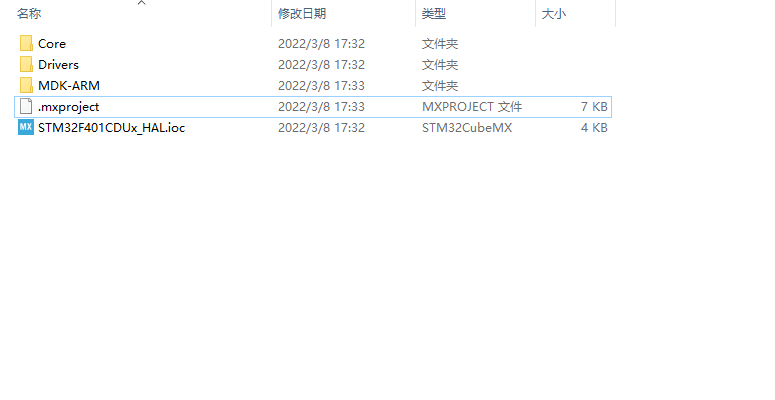 名称 修改日期 类型 大小
Core 2022/3/8 17:32 文件夹
Drivers 2022/3/8 17:32 文件夹
MDK-ARM 2022/3/8 17:33 文件夹
.mxproject 2022/3/8 17:33 MXPROJECT 文件 7 KB
MX STM32F401CDUx_HAL.ioc 2022/3/8 17:32 STM32CubeMX 4 KB